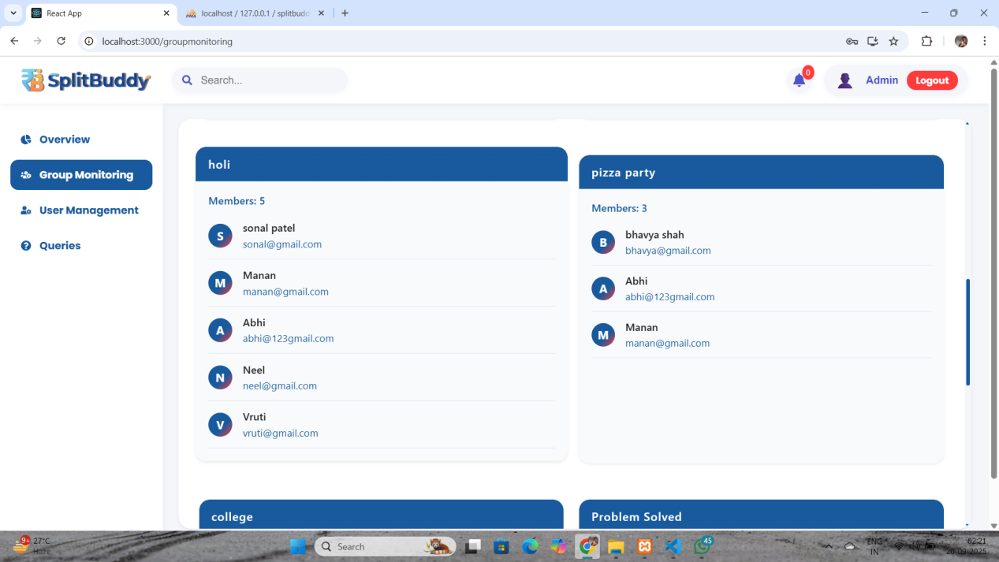 React App
localhost / 127.0.0.1 / splitbudd
localhost:3000/groupmonitoring
SplitBuddy
Search...
0
Admin
Logout
Overview
Group Monitoring
User Management
Queries
holi
Members: 5
S
sonal patel
sonal@gmail.com
M
Manan
manan@gmail.com
A
Abhi
abhi@123gmail.com
N
Neel
neel@gmail.com
V
Vruti
vruti@gmail.com
pizza party
Members: 3
B
bhavya shah
bhavya@gmail.com
A
Abhi
abhi@123gmail.com
M
Manan
manan@gmail.com
college
Problem Solved
9+
27°C
Haze
Search
45
ENG
IN
02:21
20-09-2025